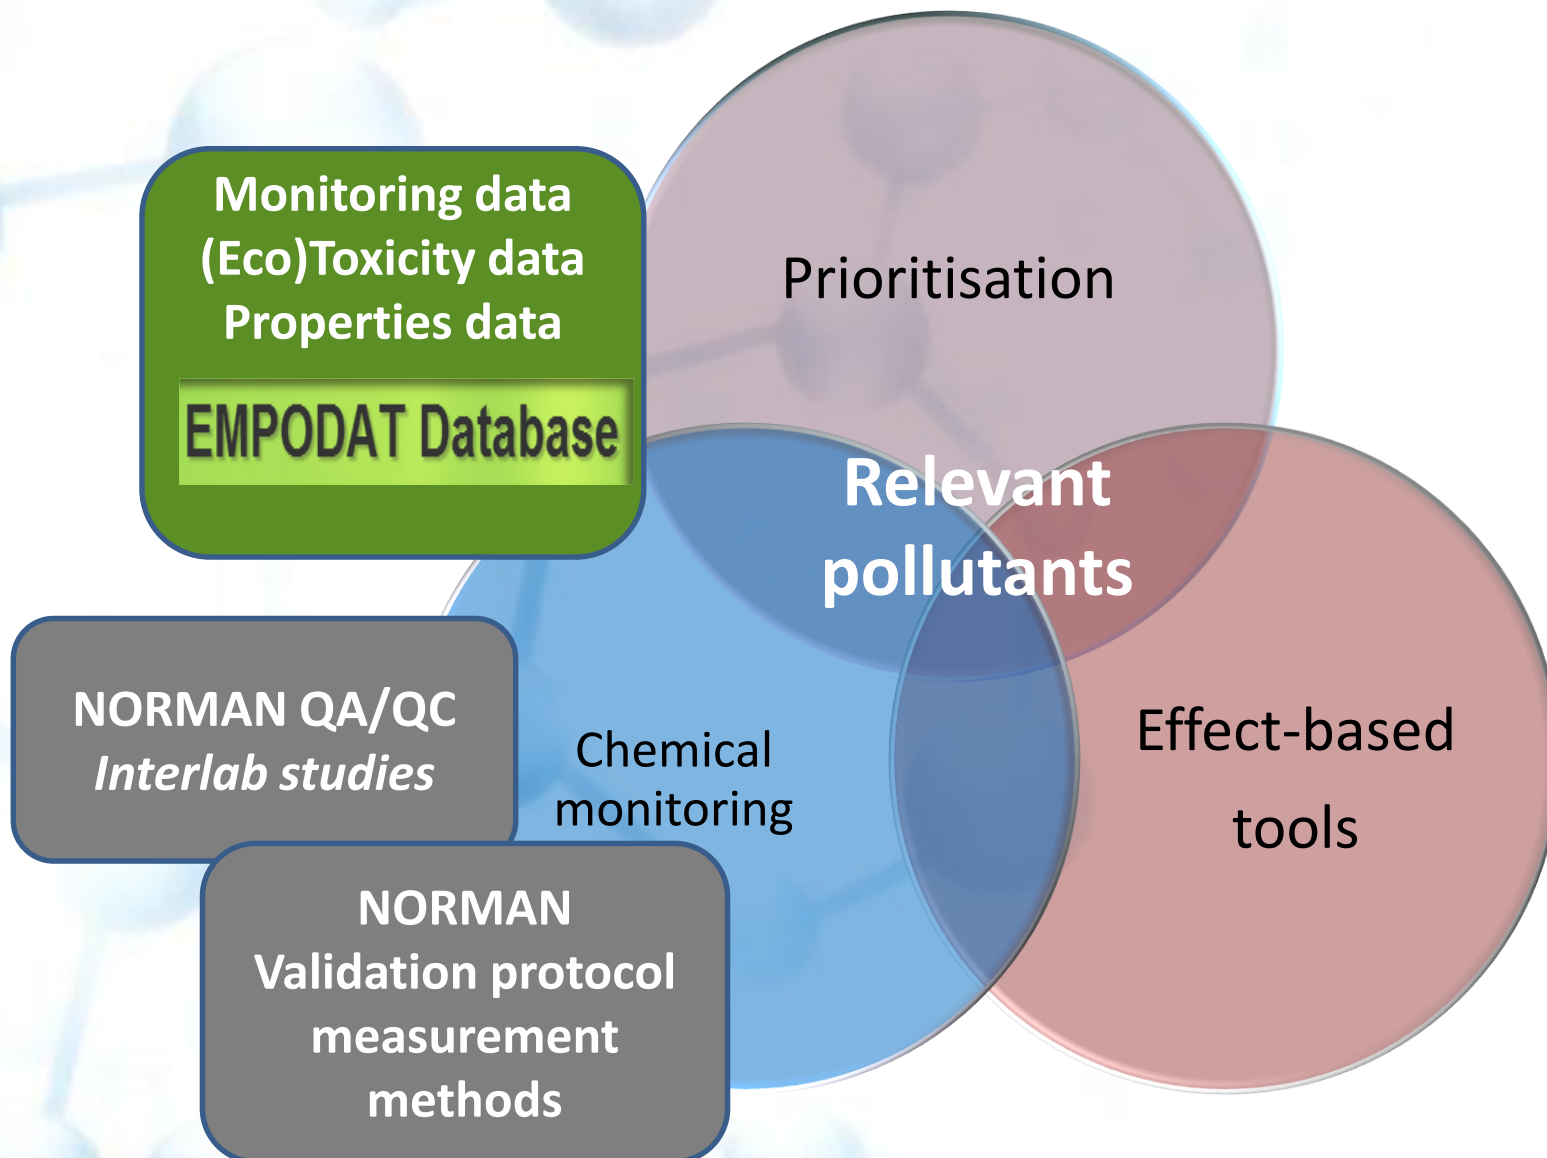 Monitoring data
(Eco)Toxicity data
Properties data
EMPODAT Database
Prioritisation
Relevant
pollutants
NORMAN QA/QC
Interlab studies
Chemical
monitoring
Effect-based
tools
NORMAN
Validation protocol
measurement
methods